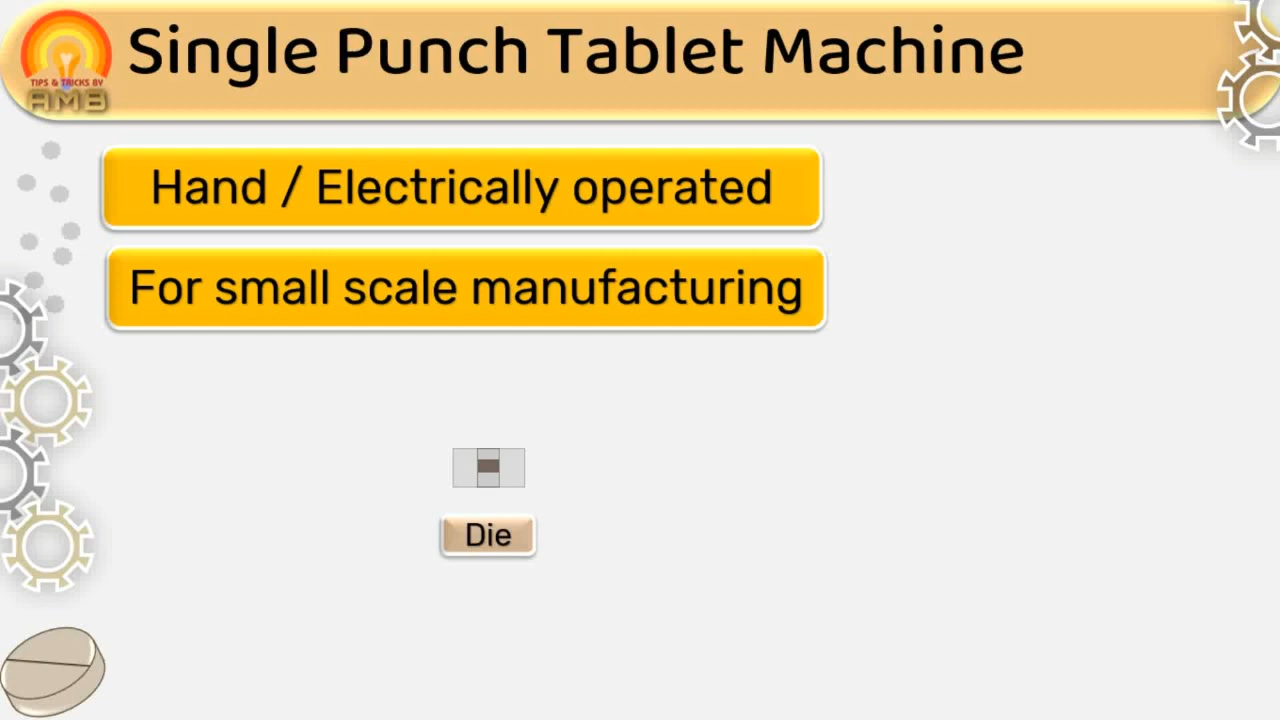 Single Punch Tablet Machine
TIPS & TRICKS BY
AMB
Hand / Electrically operated
For small scale manufacturing
Die